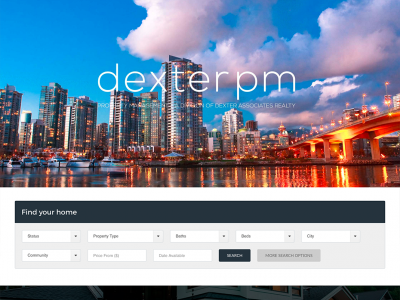 dexter pm
PROPERTY MANAGEMENT, A DIVISION OF DEXTER ASSOCIATES REALTY
Find your home
Status Property Type Baths Beds City
Community Price From ($) Date Available SEARCH MORE SEARCH OPTIONS